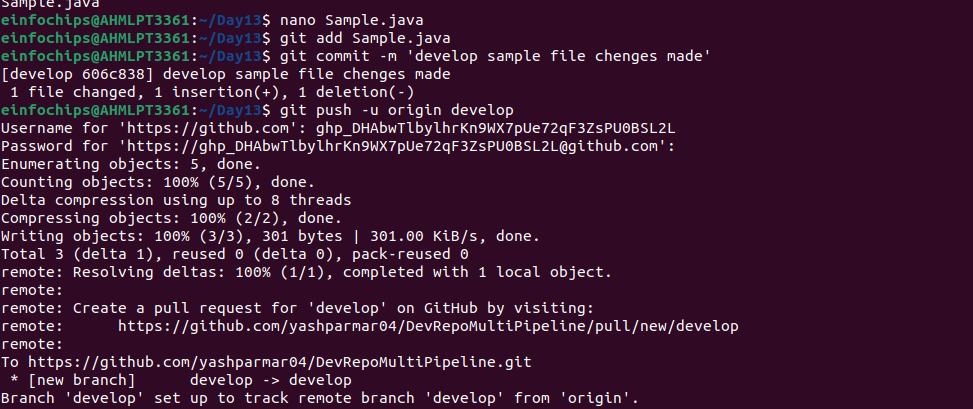 Sample.java
einfochips@AHMLPT3361:~/Day13$ nano Sample.java
einfochips@AHMLPT3361:~/Day13$ git add Sample.java
einfochips@AHMLPT3361:~/Day13$ git commit -m 'develop sample file chenges made'
[develop 606c838] develop sample file chenges made
 1 file changed, 1 insertion(+), 1 deletion(-)
einfochips@AHMLPT3361:~/Day13$ git push -u origin develop
Username for 'https://github.com': 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
Password for 'https://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@github.com':
Enumerating objects: 5, done.
Counting objects: 100% (5/5), done.
Delta compression using up to 8 threads
Compressing objects: 100% (2/2), done.
Writing objects: 100% (3/3), 301 bytes | 301.00 KiB/s, done.
Total 3 (delta 1), reused 0 (delta 0), pack-reused 0
remote: Resolving deltas: 100% (1/1), completed with 1 local object.
remote:
remote: Create a pull request for 'develop' on GitHub by visiting:
remote:      https://github.com/yashparmar04/DevRepoMultiPipeline/pull/new/develop
remote:
To https://github.com/yashparmar04/DevRepoMultiPipeline.git
 * [new branch]      develop -> develop
Branch 'develop' set up to track remote branch 'develop' from 'origin'.